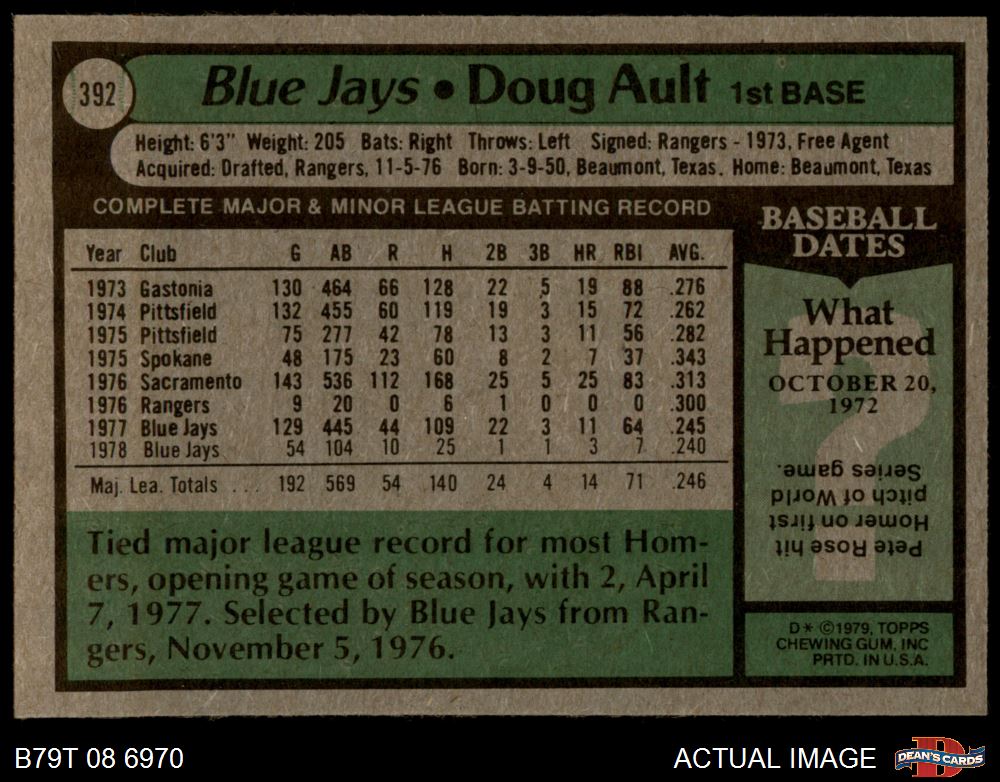 392
Blue Jays • Doug Ault 1st BASE
Height: 6'3" Weight: 205 Bats: Right Throws: Left Signed: Rangers - 1973, Free Agent
Acquired: Drafted, Rangers, 11-5-76 Born: 3-9-50, Beaumont, Texas. Home: Beaumont, Texas
COMPLETE MAJOR & MINOR LEAGUE BATTING RECORD
Year Club G AB R H 2B 3B HR RBI AVG.
1973 Gastonia 130 464 66 128 22 5 19 88 .276
1974 Pittsfield 132 455 60 119 19 3 15 72 .262
1975 Pittsfield 75 277 42 78 13 3 11 56 .282
1975 Spokane 48 175 23 60 8 2 7 37 .343
1976 Sacramento 143 536 112 168 25 5 25 83 .313
1976 Rangers 9 20 0 6 1 0 0 0 .300
1977 Blue Jays 129 445 44 109 22 3 11 64 .245
1978 Blue Jays 54 104 10 25 1 1 3 7 .240
Maj. Lea. Totals ... 192 569 54 140 24 4 14 71 .246
Tied major league record for most Hom-
ers, opening game of season, with 2, April
7, 1977. Selected by Blue Jays from Ran-
gers, November 5, 1976.
BASEBALL
DATES
What
Happened
OCTOBER 20,
1972
?
Pete Rose hit
Homer on first
pitch of World
Series game.
D* ©1979, TOPPS
CHEWING GUM, INC
PRTD. IN U.S.A.
B79T 08 6970
ACTUAL IMAGE
D
DEAN'S CARDS